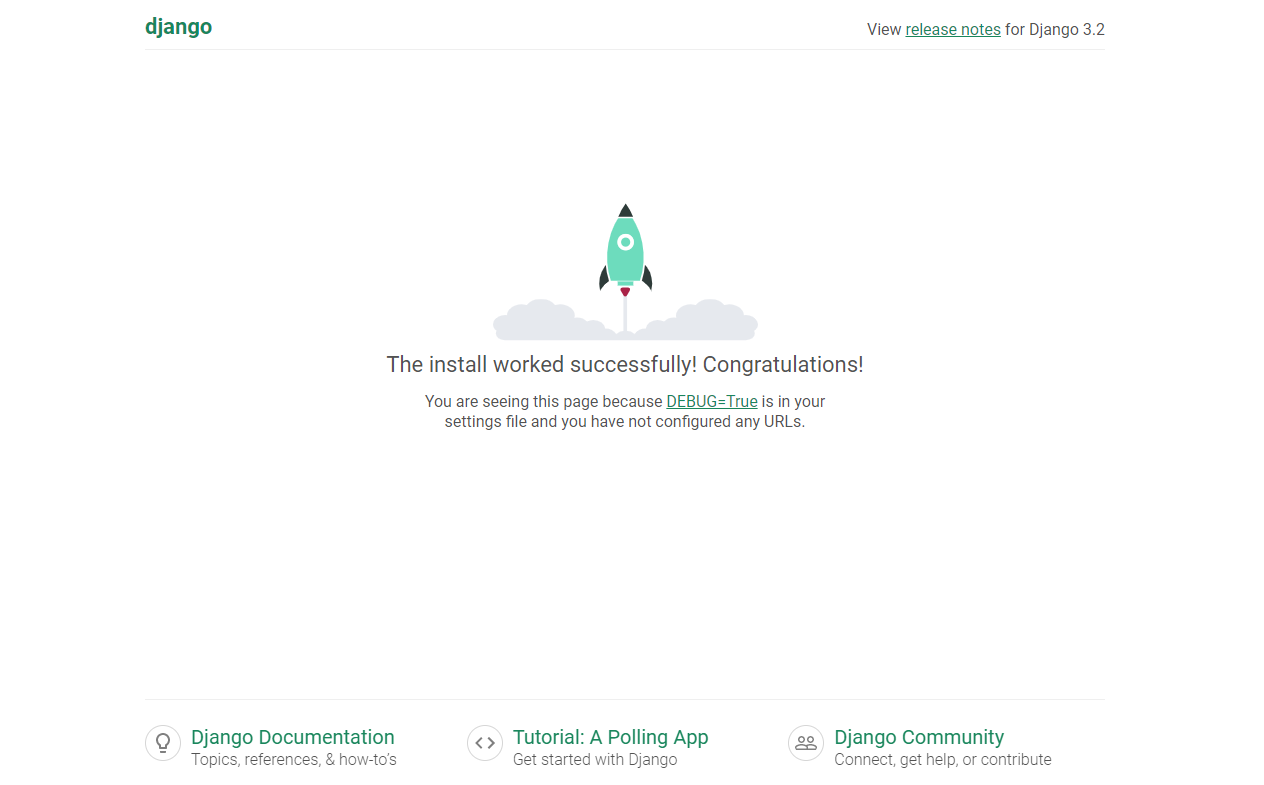 django
View release notes for Django 3.2
The install worked successfully! Congratulations!
You are seeing this page because DEBUG=True is in your
settings file and you have not configured any URLs.
Django Documentation
Topics, references, & how-to's
Tutorial: A Polling App
Get started with Django
Django Community
Connect, get help, or contribute